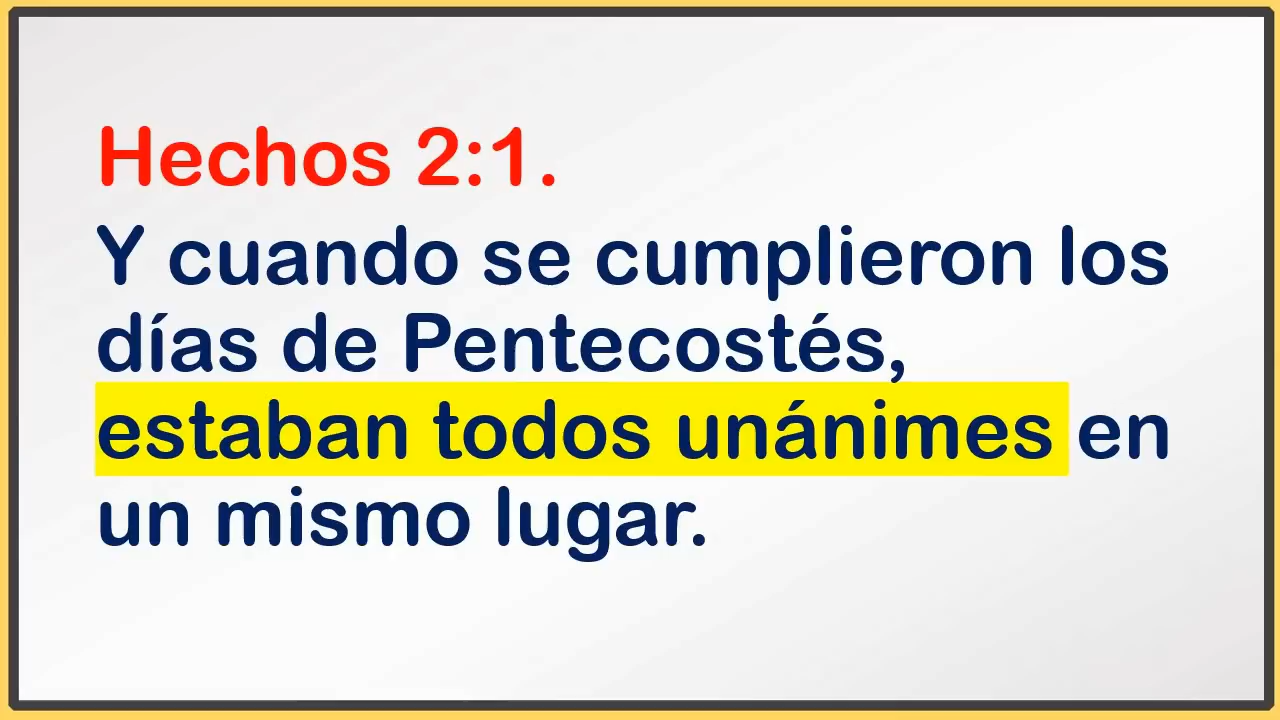 Hechos 2:1.
Y cuando se cumplieron los
días de Pentecostés,
estaban todos unánimes en
un mismo lugar.